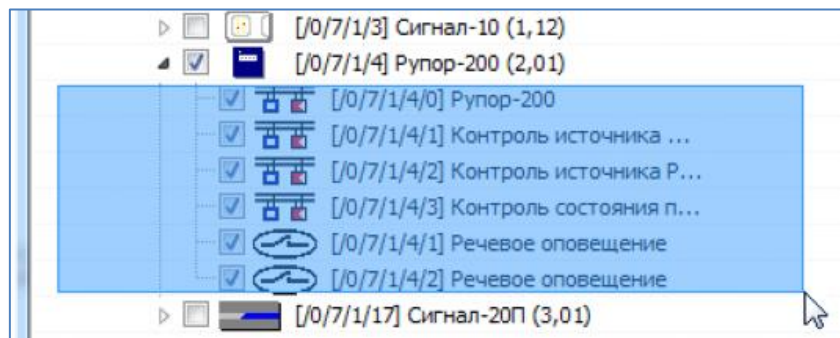 [/0/7/1/3] Сигнал-10 (1,12)
[/0/7/1/4] Рупор-200 (2,01)
[/0/7/1/4/0] Рупор-200
[/0/7/1/4/1] Контроль источника ...
[/0/7/1/4/2] Контроль источника Р...
[/0/7/1/4/3] Контроль состояния п...
[/0/7/1/4/1] Речевое оповещение
[/0/7/1/4/2] Речевое оповещение
[/0/7/1/17] Сигнал-20П (3,01)